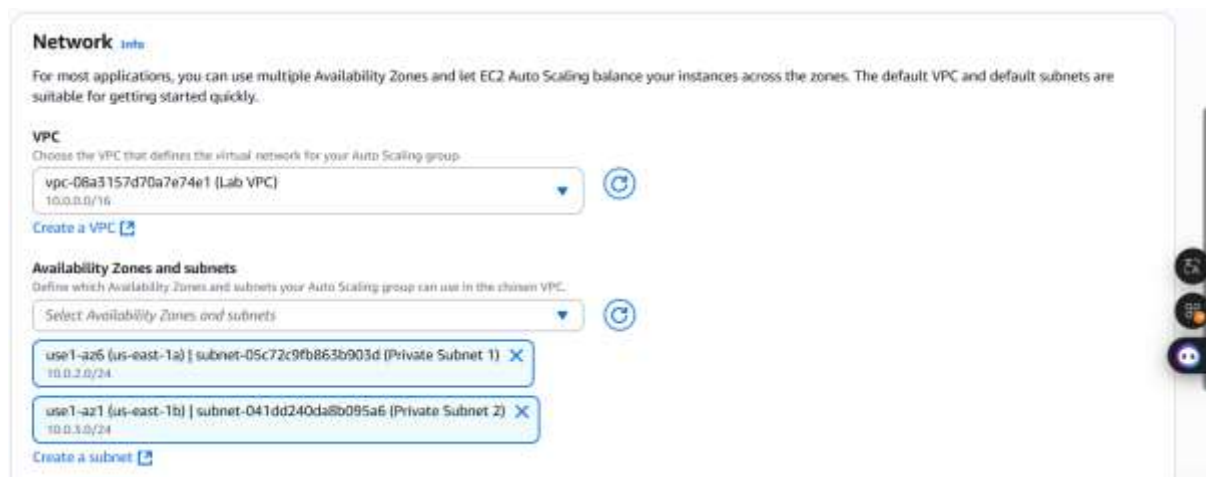 Network Info
For most applications, you can use multiple Availability Zones and let EC2 Auto Scaling balance your instances across the zones. The default VPC and default subnets are
suitable for getting started quickly.
VPC
Choose the VPC that defines the virtual network for your Auto Scaling group.
vpc-08a3157d70a7e74e1 (Lab VPC)
10.0.0.0/16
Create a VPC
Availability Zones and subnets
Define which Availability Zones and subnets your Auto Scaling group can use in the chosen VPC.
Select Availability Zones and subnets
use1-az6 (us-east-1a) | subnet-05c72c9fb863b903d (Private Subnet 1)
10.0.2.0/24
use1-az1 (us-east-1b) | subnet-041dd240da8b095a6 (Private Subnet 2)
10.0.3.0/24
Create a subnet